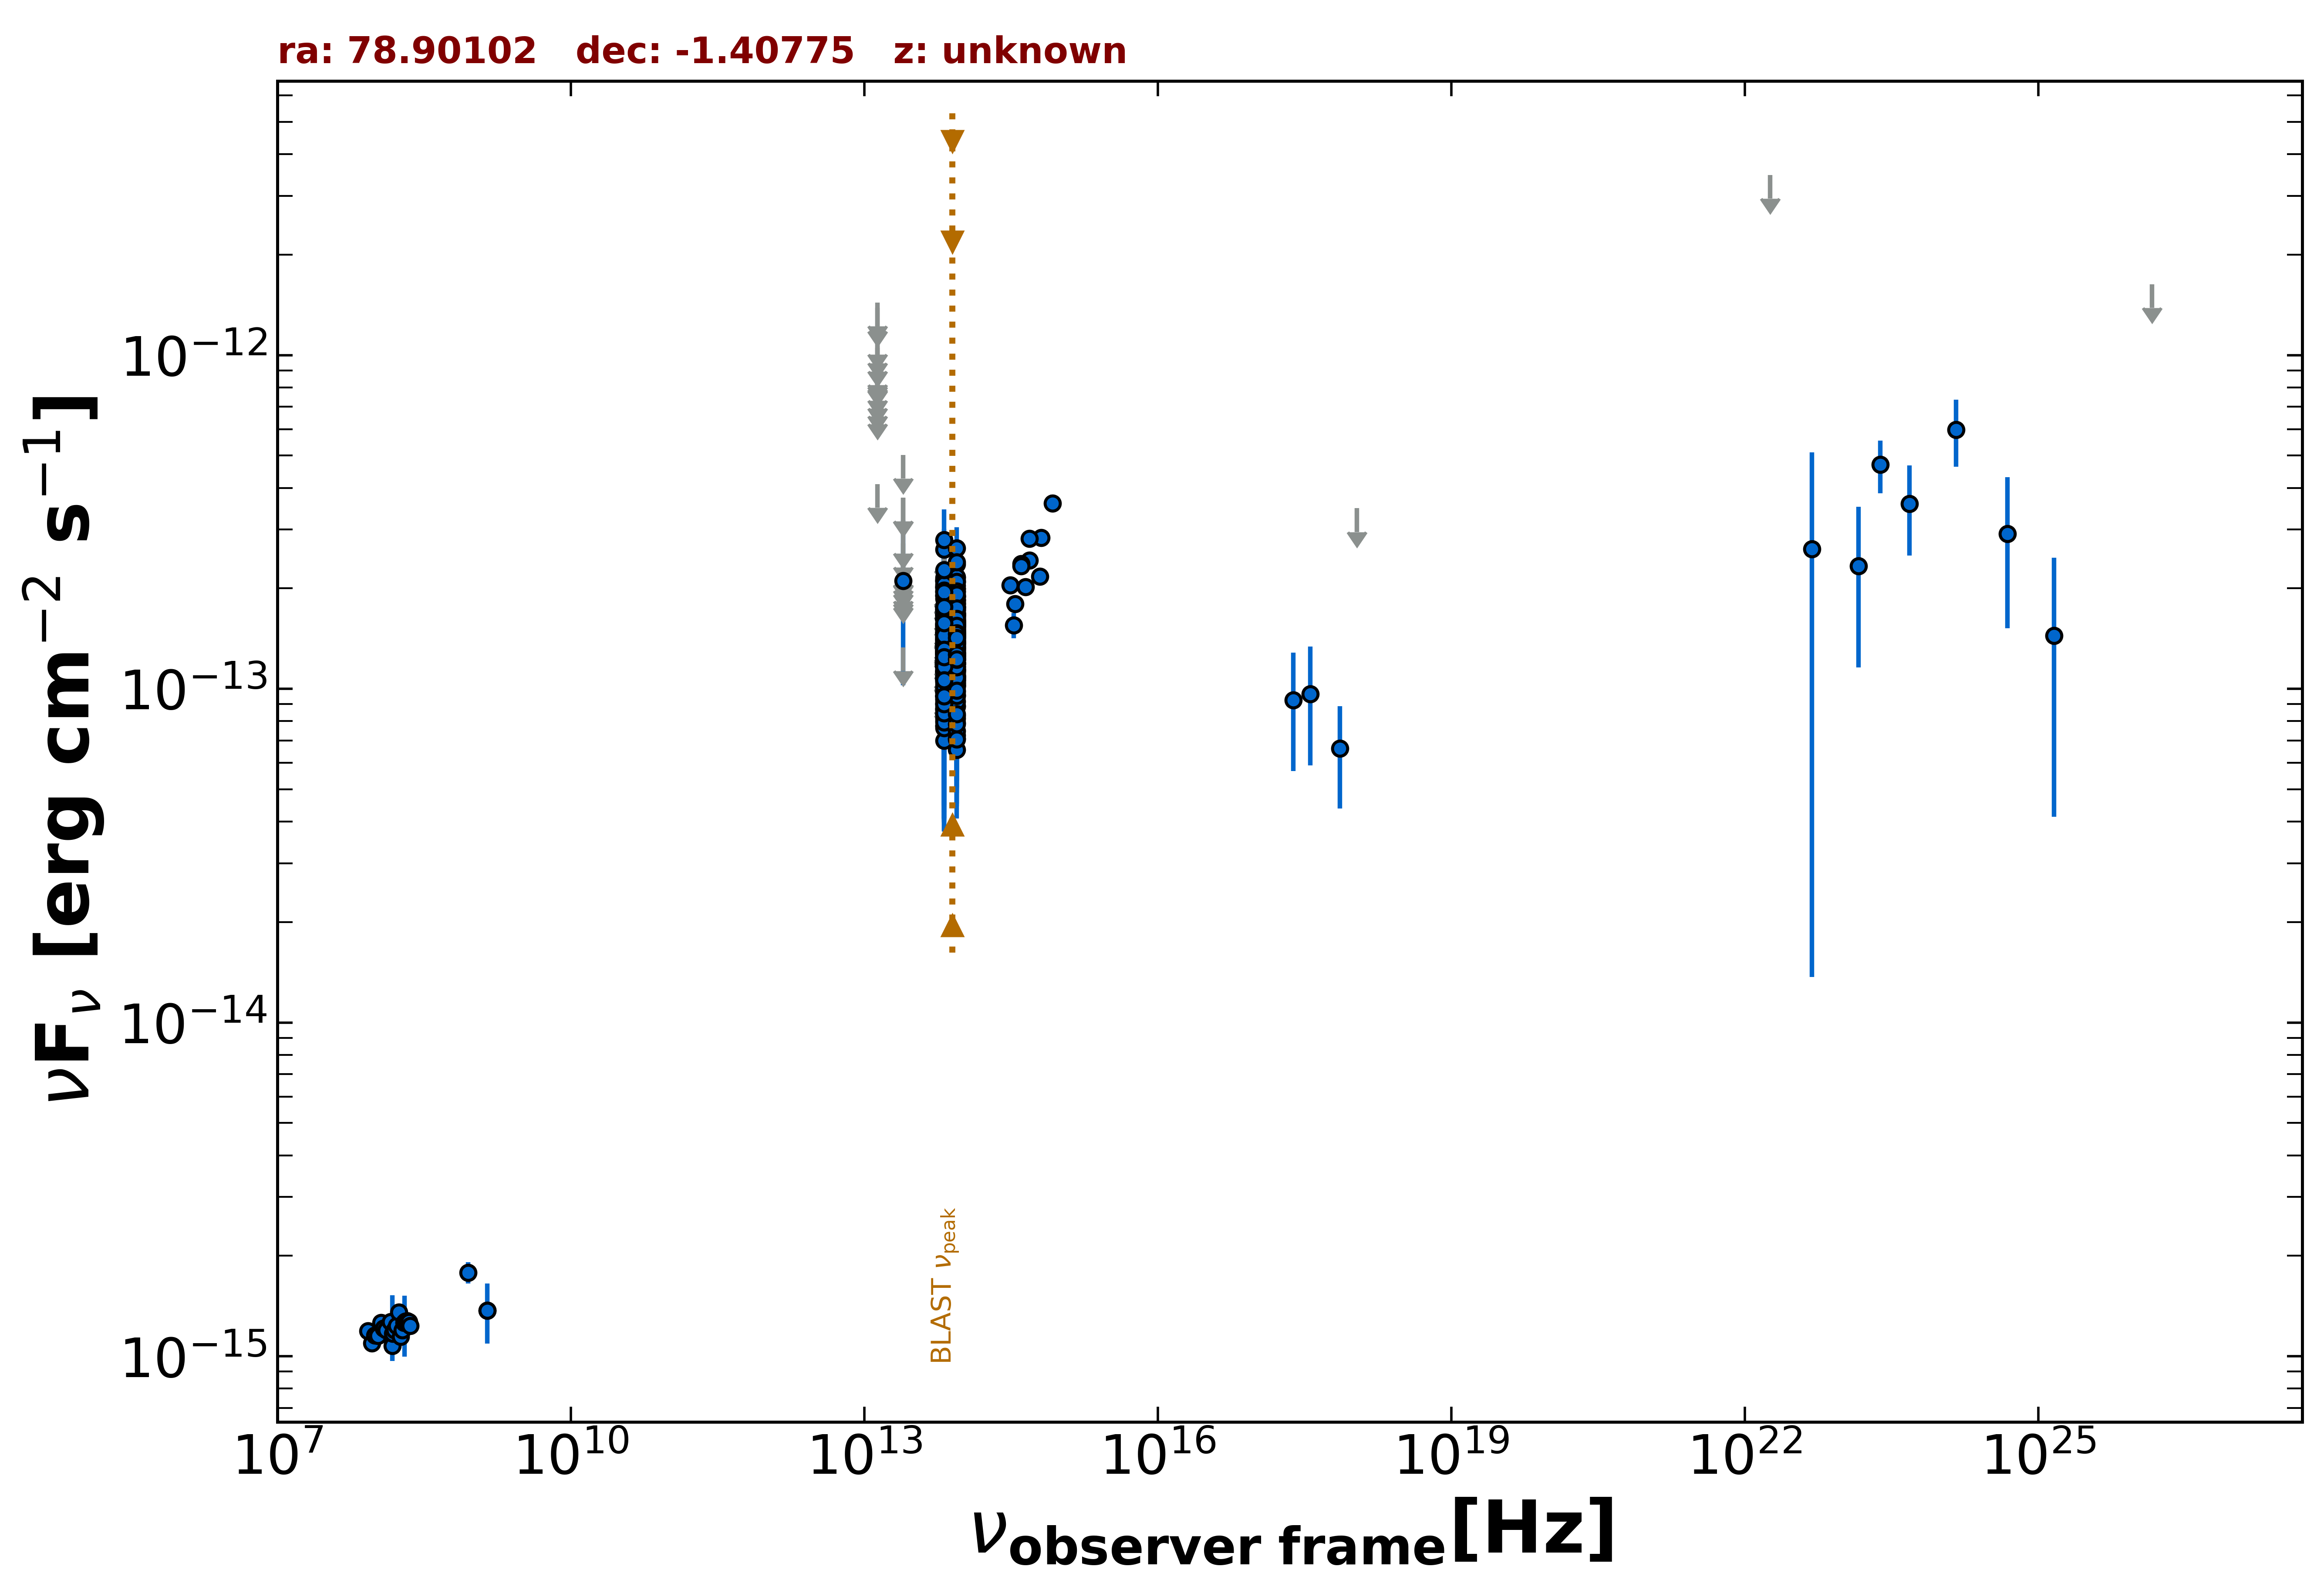 ra: 78.90102   dec: -1.40775   z: unknown
νFν [erg cm−2 s−1]
10−12
10−13
10−14
10−15
BLAST νpeak
107 1010 1013 1016 1019 1022 1025
νobserver frame[Hz]